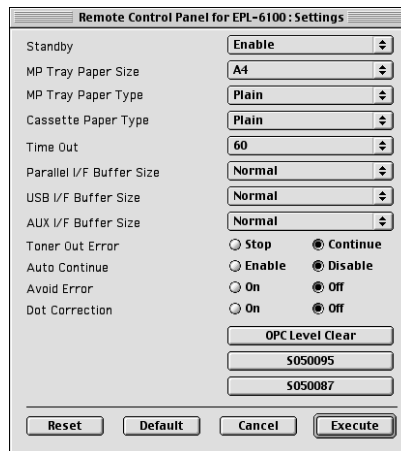 Remote Control Panel for EPL-6100 : Settings
Standby Enable
MP Tray Paper Size A4
MP Tray Paper Type Plain
Cassette Paper Type Plain
Time Out 60
Parallel I/F Buffer Size Normal
USB I/F Buffer Size Normal
AUX I/F Buffer Size Normal
Toner Out Error Stop Continue
Auto Continue Enable Disable
Avoid Error On Off
Dot Correction On Off
OPC Level Clear
S050095
S050087
Reset Default Cancel Execute